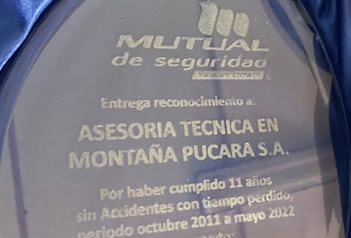 MUTUAL
de seguridad
Entrega reconocimiento a:
ASESORIA TECNICA EN
MONTAÑA PUCARA S.A.
Por haber cumplido 11 años
sin Accidentes con tiempo perdido,
periodo octubre 2011 a mayo 2022